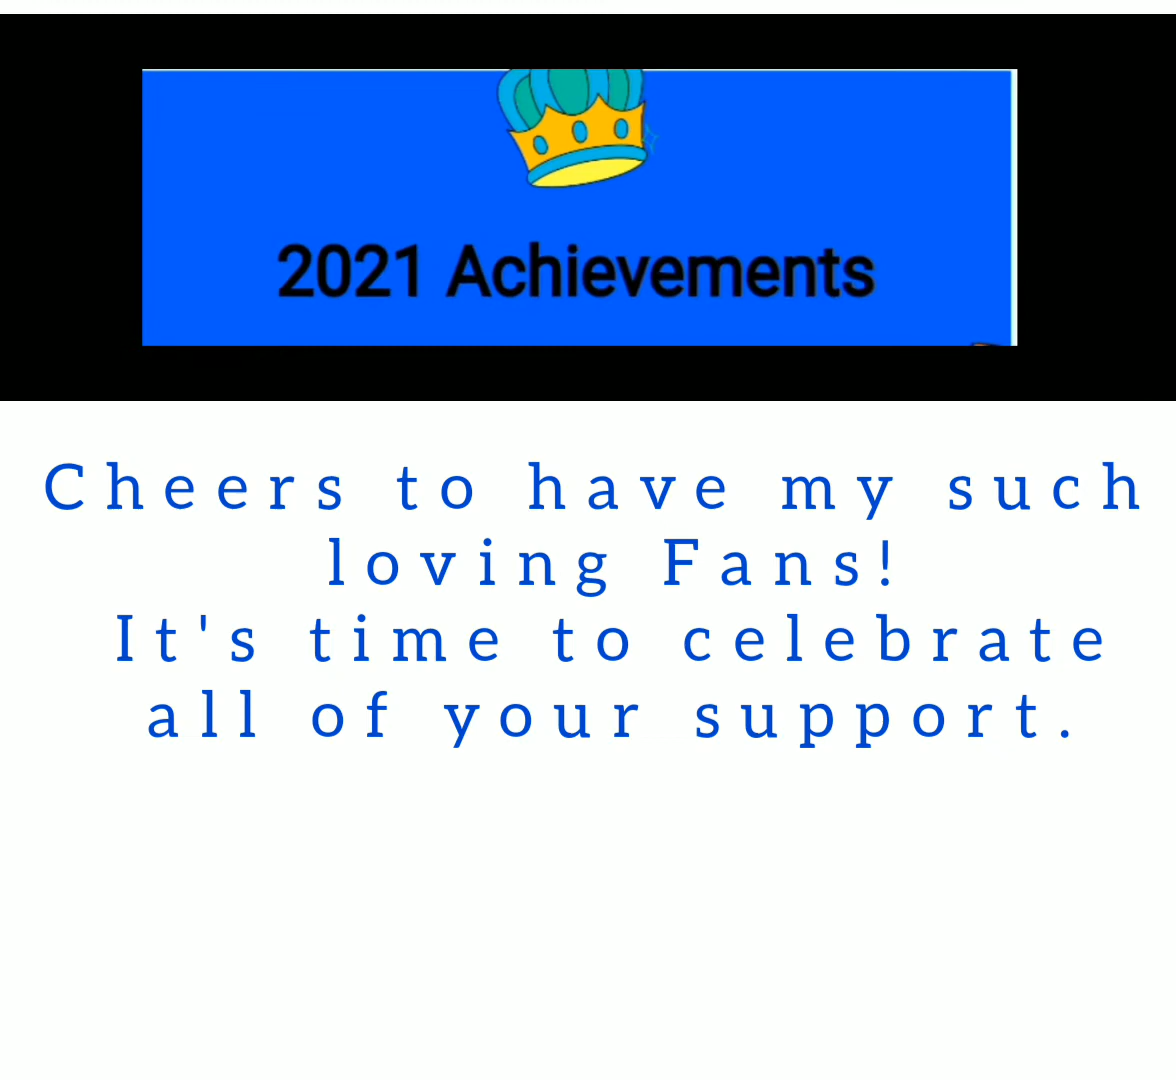 2021 Achievements
Cheers to have my such
loving Fans!
It's time to celebrate
all of your support.